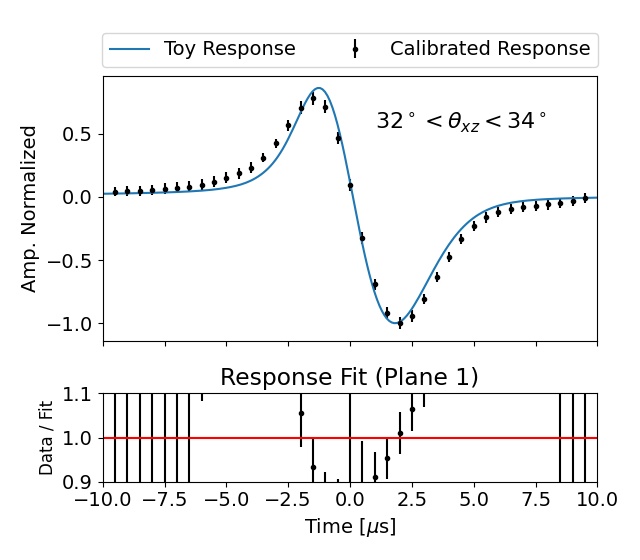 Toy Response Calibrated Response
32° < θxz < 34°
Amp. Normalized
0.5
0.0
−0.5
−1.0
Response Fit (Plane 1)
Data / Fit
1.1
1.0
0.9
−10.0 −7.5 −5.0 −2.5 0.0 2.5 5.0 7.5 10.0
Time [μs]